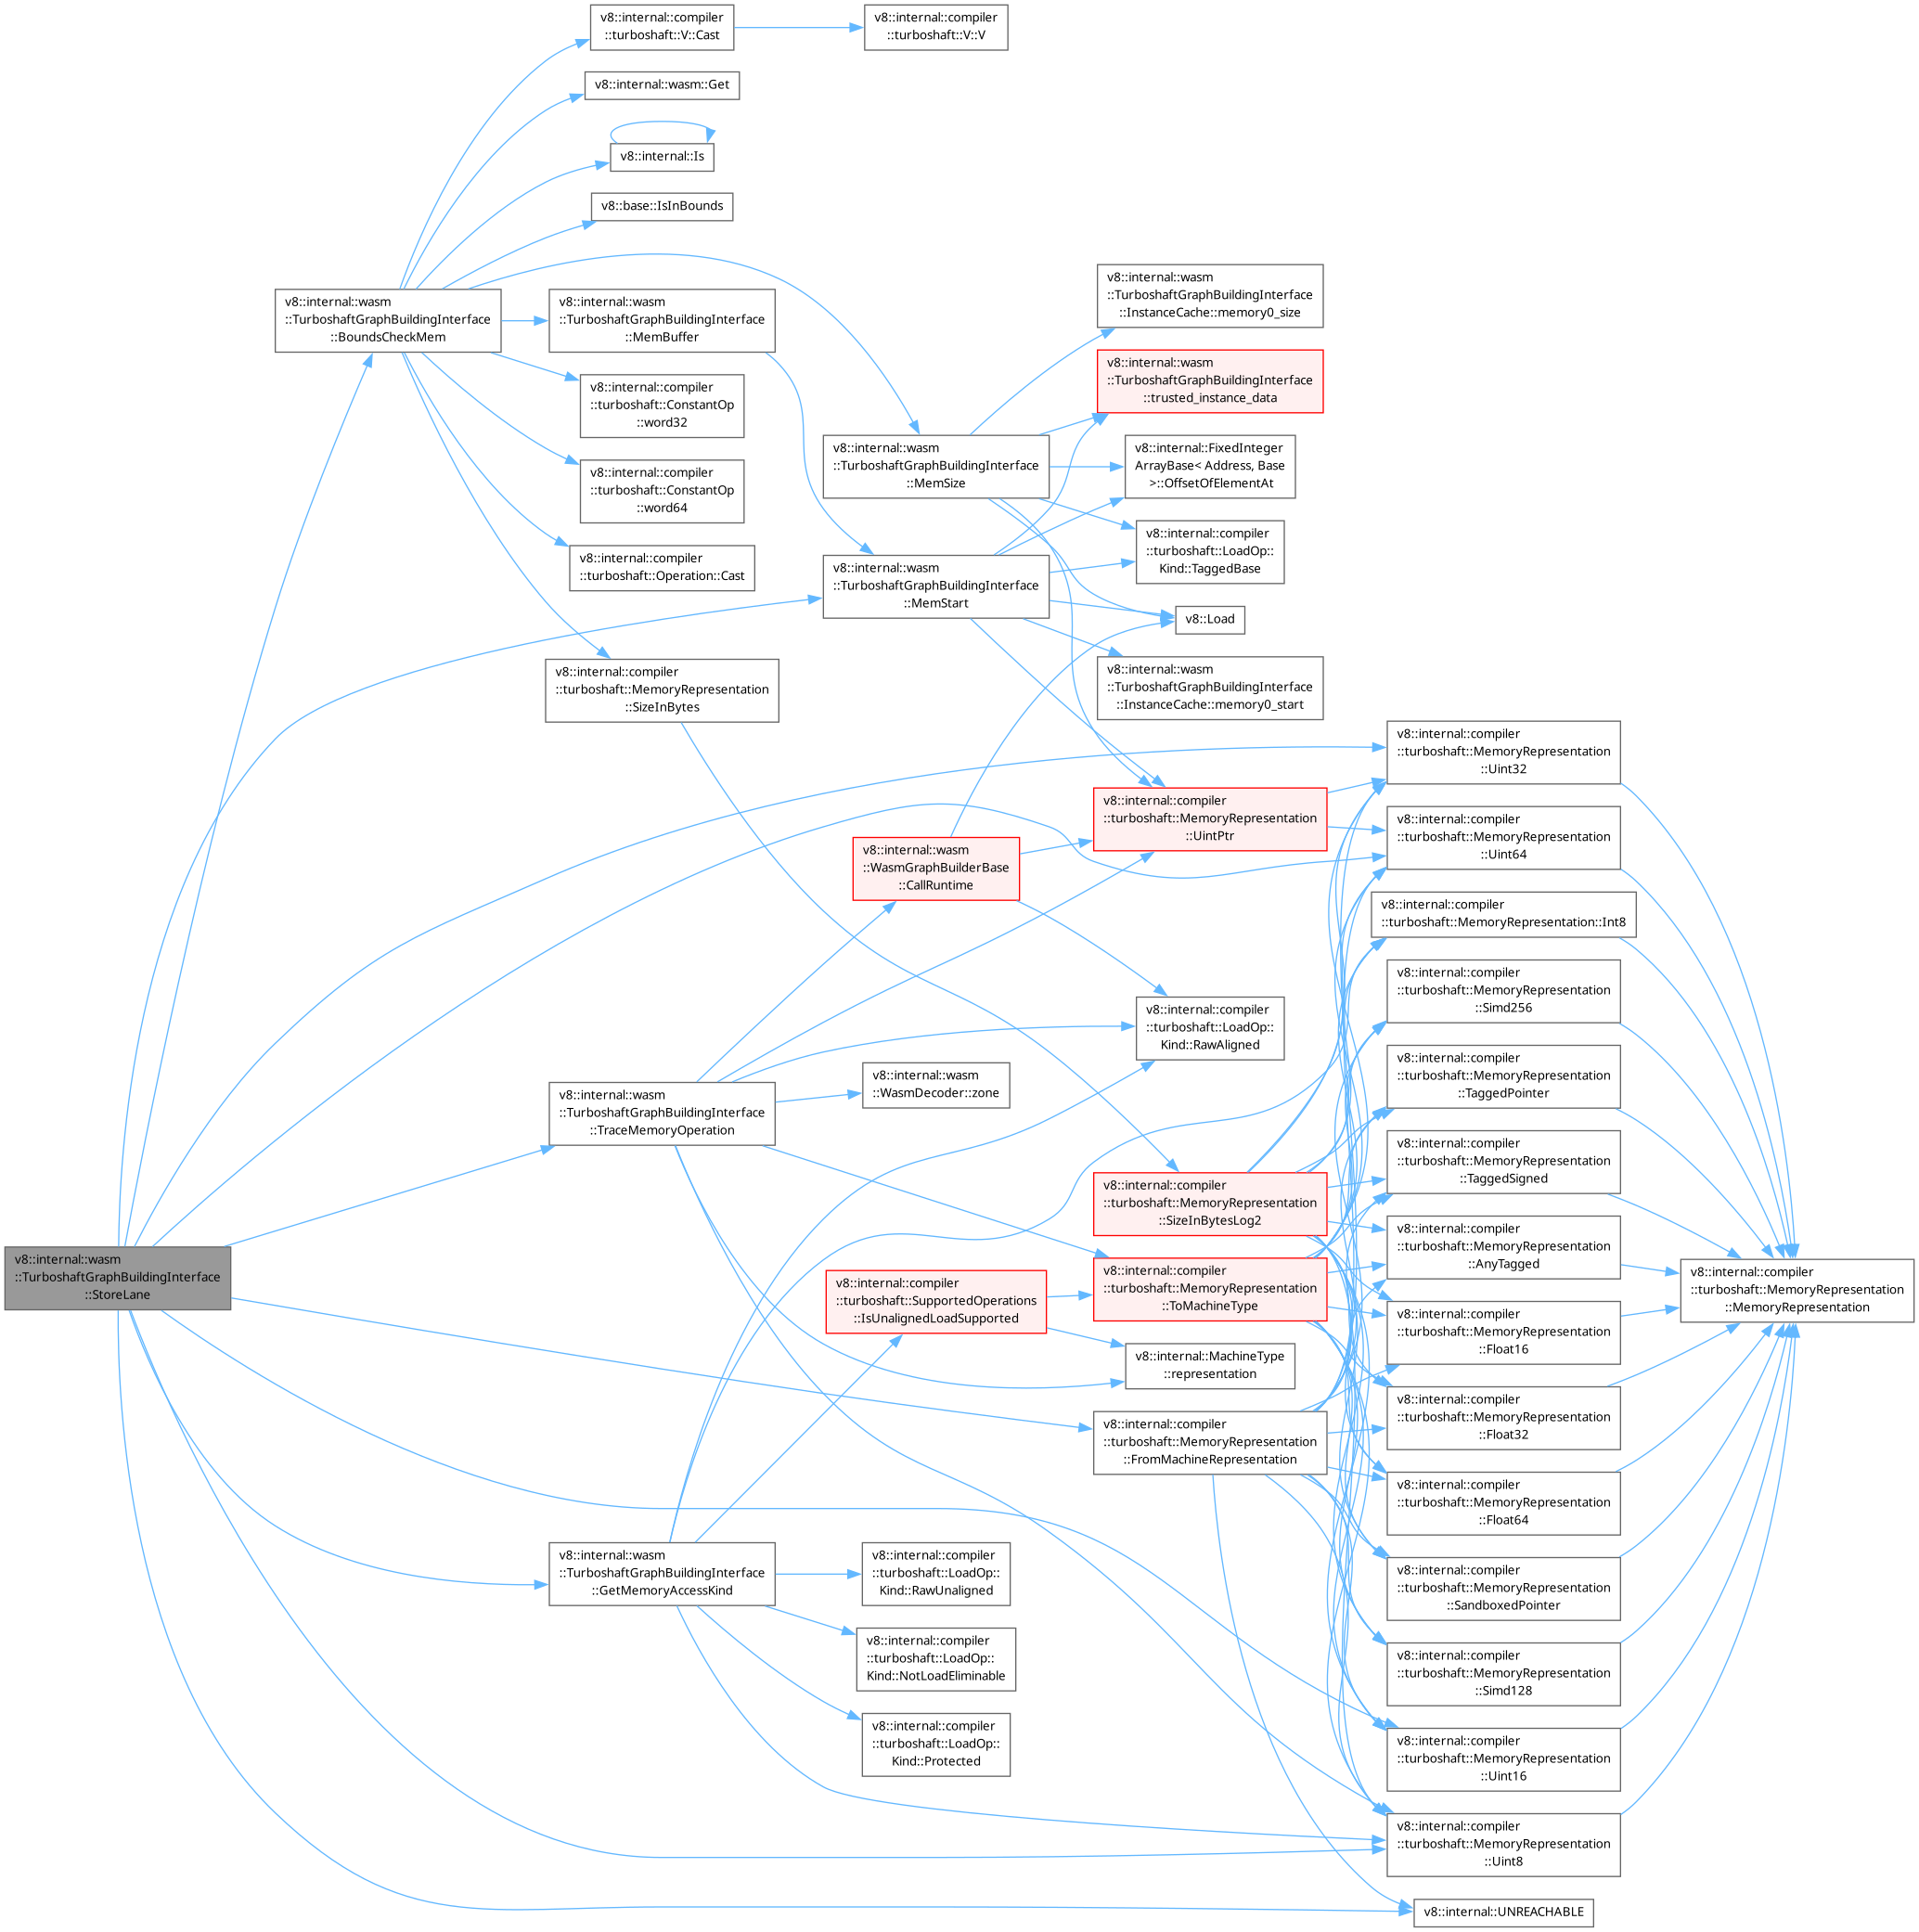 v8::internal::compiler
::turboshaft::V::Cast
v8::internal::compiler
::turboshaft::V::V
v8::internal::wasm::Get
v8::internal::Is
v8::base::IsInBounds
v8::internal::wasm
::TurboshaftGraphBuildingInterface
::BoundsCheckMem
v8::internal::wasm
::TurboshaftGraphBuildingInterface
::MemBuffer
v8::internal::compiler
::turboshaft::ConstantOp
::word32
v8::internal::compiler
::turboshaft::ConstantOp
::word64
v8::internal::compiler
::turboshaft::Operation::Cast
v8::internal::compiler
::turboshaft::MemoryRepresentation
::SizeInBytes
v8::internal::wasm
::TurboshaftGraphBuildingInterface
::MemSize
v8::internal::wasm
::TurboshaftGraphBuildingInterface
::MemStart
v8::internal::wasm
::TurboshaftGraphBuildingInterface
::InstanceCache::memory0_size
v8::internal::wasm
::TurboshaftGraphBuildingInterface
::trusted_instance_data
v8::internal::FixedInteger
ArrayBase< Address, Base
>::OffsetOfElementAt
v8::internal::compiler
::turboshaft::LoadOp::
Kind::TaggedBase
v8::Load
v8::internal::wasm
::TurboshaftGraphBuildingInterface
::InstanceCache::memory0_start
v8::internal::compiler
::turboshaft::MemoryRepresentation
::UintPtr
v8::internal::wasm
::WasmGraphBuilderBase
::CallRuntime
v8::internal::compiler
::turboshaft::LoadOp::
Kind::RawAligned
v8::internal::wasm
::WasmDecoder::zone
v8::internal::wasm
::TurboshaftGraphBuildingInterface
::TraceMemoryOperation
v8::internal::wasm
::TurboshaftGraphBuildingInterface
::StoreLane
v8::internal::compiler
::turboshaft::MemoryRepresentation
::SizeInBytesLog2
v8::internal::compiler
::turboshaft::MemoryRepresentation
::ToMachineType
v8::internal::compiler
::turboshaft::SupportedOperations
::IsUnalignedLoadSupported
v8::internal::MachineType
::representation
v8::internal::compiler
::turboshaft::MemoryRepresentation
::FromMachineRepresentation
v8::internal::wasm
::TurboshaftGraphBuildingInterface
::GetMemoryAccessKind
v8::internal::compiler
::turboshaft::LoadOp::
Kind::RawUnaligned
v8::internal::compiler
::turboshaft::LoadOp::
Kind::NotLoadEliminable
v8::internal::compiler
::turboshaft::LoadOp::
Kind::Protected
v8::internal::compiler
::turboshaft::MemoryRepresentation
::Uint32
v8::internal::compiler
::turboshaft::MemoryRepresentation
::Uint64
v8::internal::compiler
::turboshaft::MemoryRepresentation::Int8
v8::internal::compiler
::turboshaft::MemoryRepresentation
::Simd256
v8::internal::compiler
::turboshaft::MemoryRepresentation
::TaggedPointer
v8::internal::compiler
::turboshaft::MemoryRepresentation
::TaggedSigned
v8::internal::compiler
::turboshaft::MemoryRepresentation
::AnyTagged
v8::internal::compiler
::turboshaft::MemoryRepresentation
::Float16
v8::internal::compiler
::turboshaft::MemoryRepresentation
::Float32
v8::internal::compiler
::turboshaft::MemoryRepresentation
::Float64
v8::internal::compiler
::turboshaft::MemoryRepresentation
::SandboxedPointer
v8::internal::compiler
::turboshaft::MemoryRepresentation
::Simd128
v8::internal::compiler
::turboshaft::MemoryRepresentation
::Uint16
v8::internal::compiler
::turboshaft::MemoryRepresentation
::Uint8
v8::internal::UNREACHABLE
v8::internal::compiler
::turboshaft::MemoryRepresentation
::MemoryRepresentation